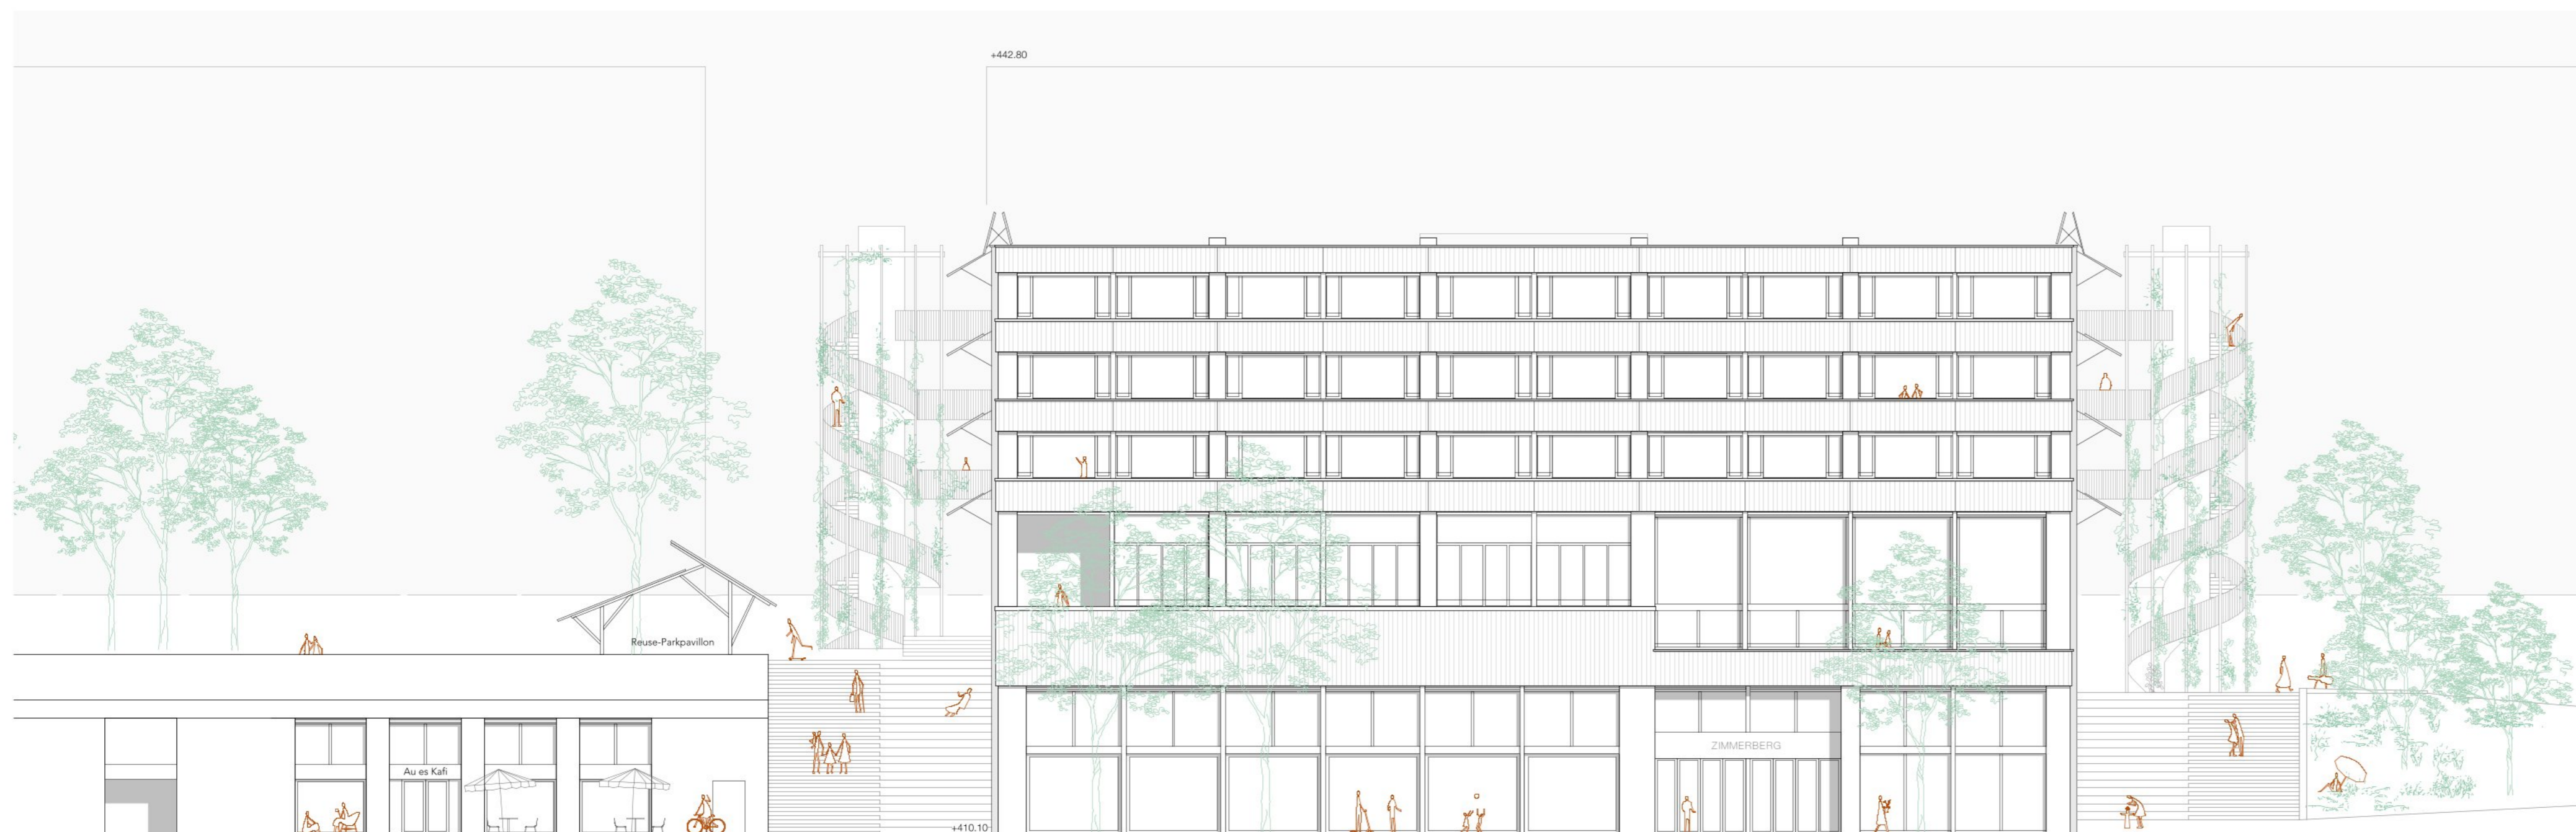 +442.80
Reuse-Parkpavillon
ZIMMERBERG
Au es Kafi
+410.10